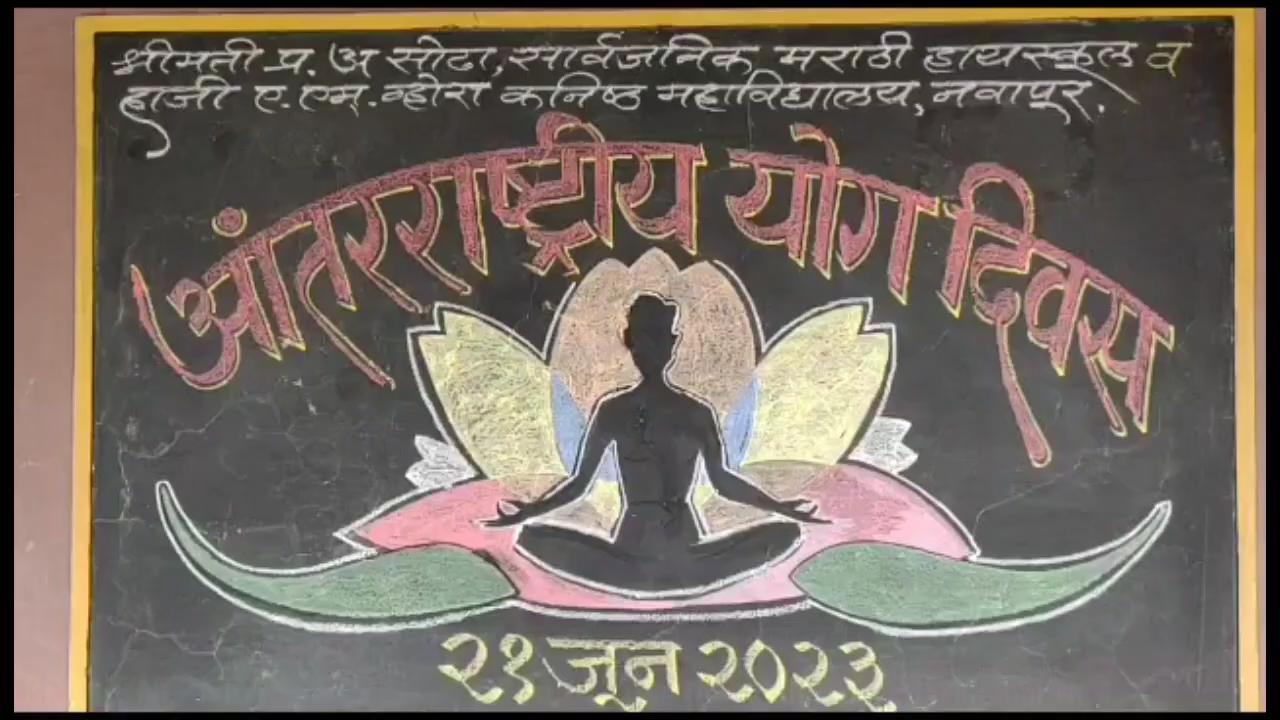 श्रीमती प्र. अ सोढा, सार्वजनिक मराठी हायस्कूल व
हाजी ए. एम्. व्होरा कनिष्ठ महाविद्यालय, नवापूर.
आंतरराष्ट्रीय योग दिवस
२१ जून २०२३